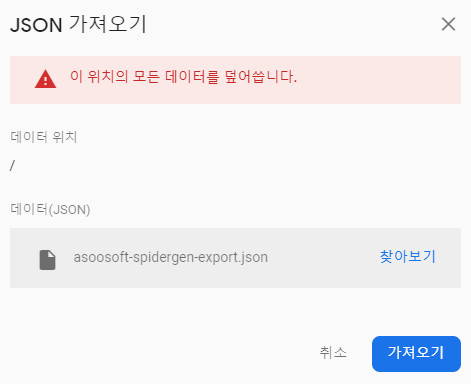 JSON 가져오기
이 위치의 모든 데이터를 덮어씁니다.
데이터 위치
/
데이터(JSON)
asoosoft-spidergen-export.json 찾아보기
취소 가져오기